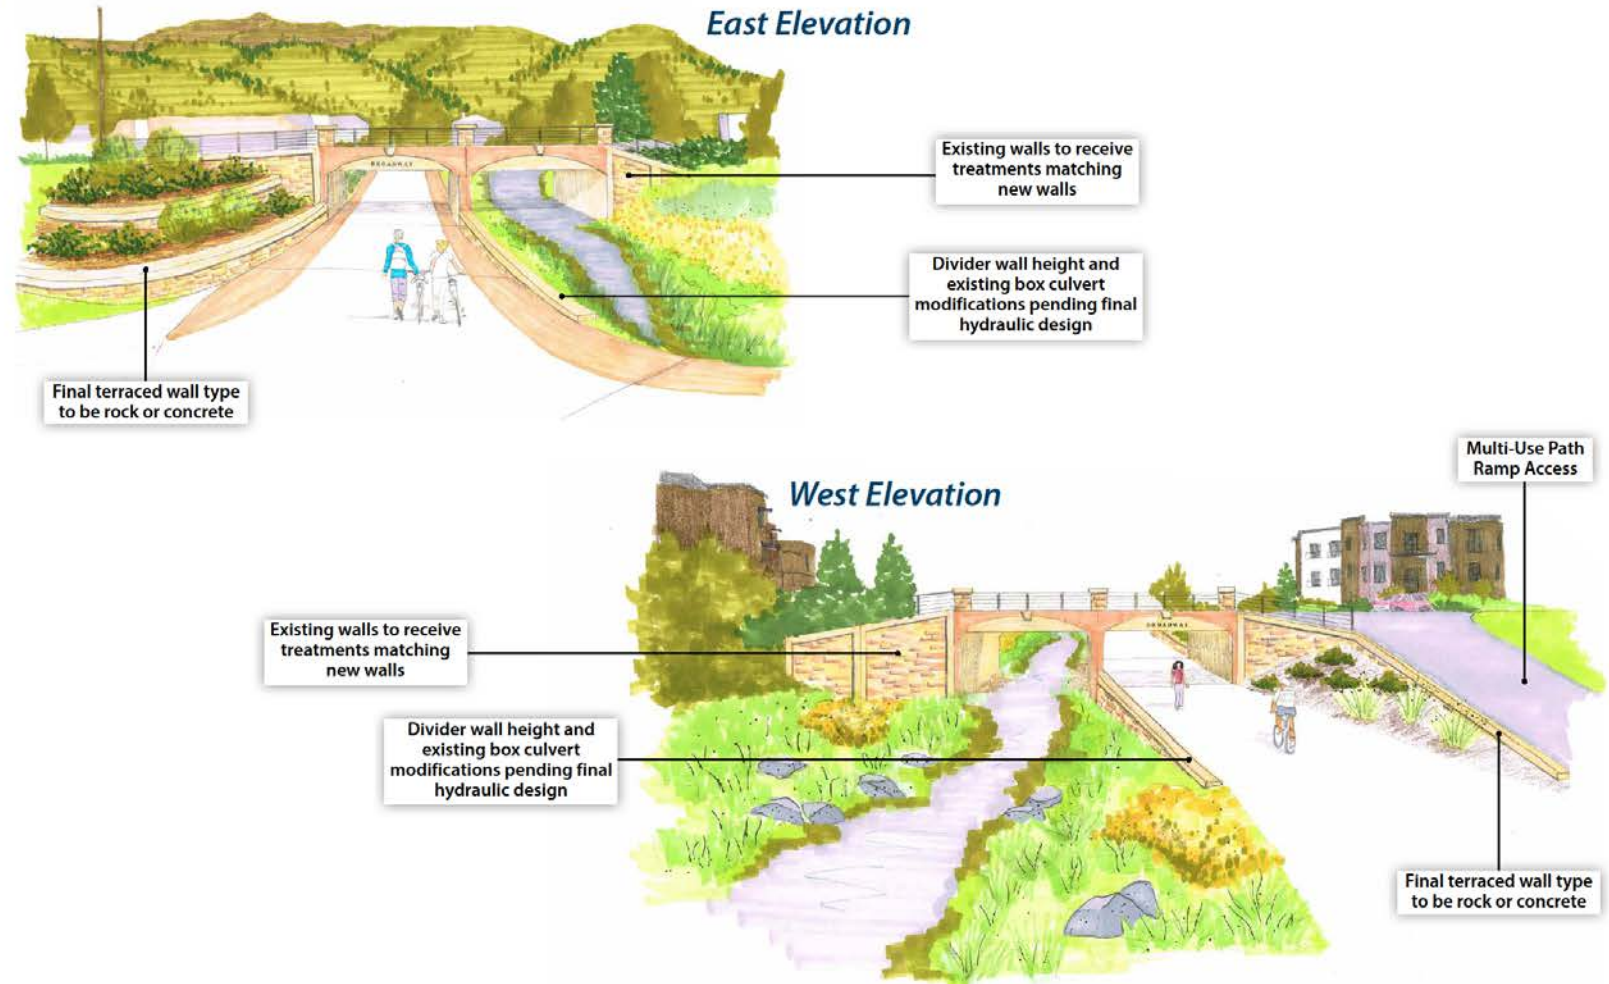 East Elevation
Existing walls to receive
treatments matching
new walls
BROADWAY
Divider wall height and
existing box culvert
modifications pending final
hydraulic design
Final terraced wall type
to be rock or concrete
Multi-Use Path
Ramp Access
West Elevation
Existing walls to receive
treatments matching
new walls
BROADWAY
Divider wall height and
existing box culvert
modifications pending final
hydraulic design
Final terraced wall type
to be rock or concrete